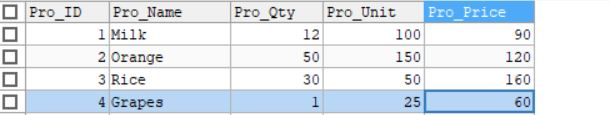 Pro_ID Pro_Name Pro_Qty Pro_Unit Pro_Price
1 Milk 12 100 90
2 Orange 50 150 120
3 Rice 30 50 160
4 Grapes 1 25 60